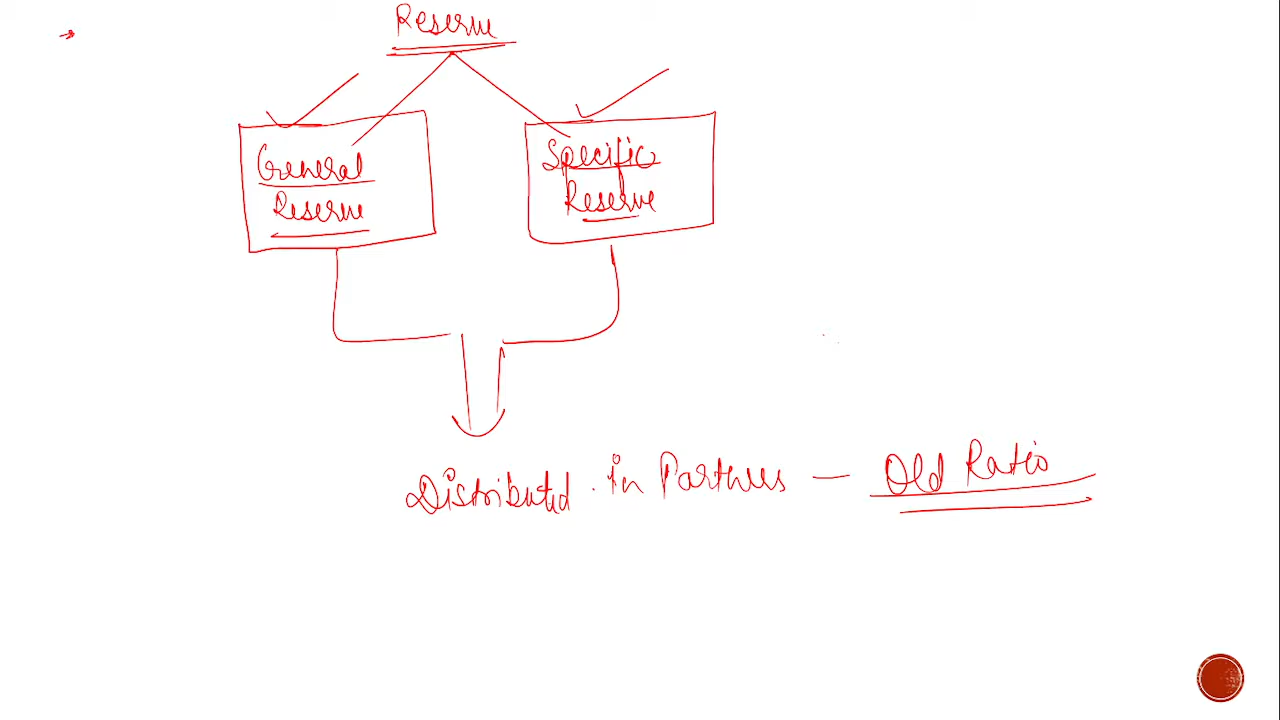 Reserve
General
Reserve
Specific
Reserve
Distributed in Partners — Old Ratio